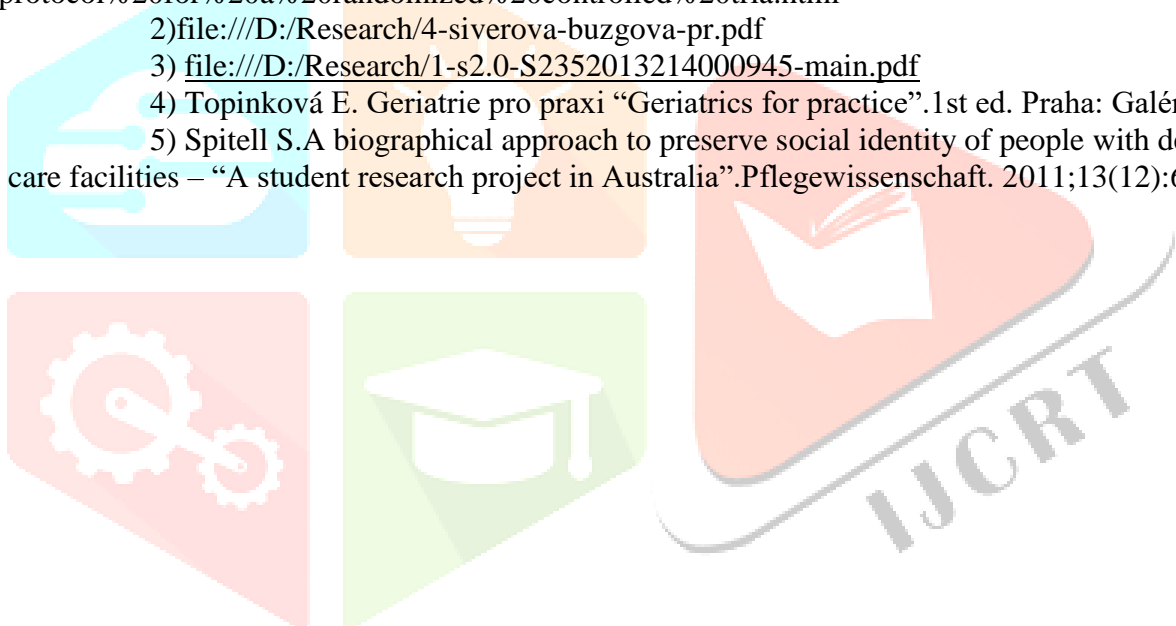 protocol%20for%20a%20randomized%20controlled%20tria.html
2)file:///D:/Research/4-siverova-buzgova-pr.pdf
3) file:///D:/Research/1-s2.0-S2352013214000945-main.pdf
4) Topinková E. Geriatrie pro praxi “Geriatrics for practice”.1st ed. Praha: Galén
5) Spitell S.A biographical approach to preserve social identity of people with de
care facilities – “A student research project in Australia”.Pflegewissenschaft. 2011;13(12):6
IJCRT